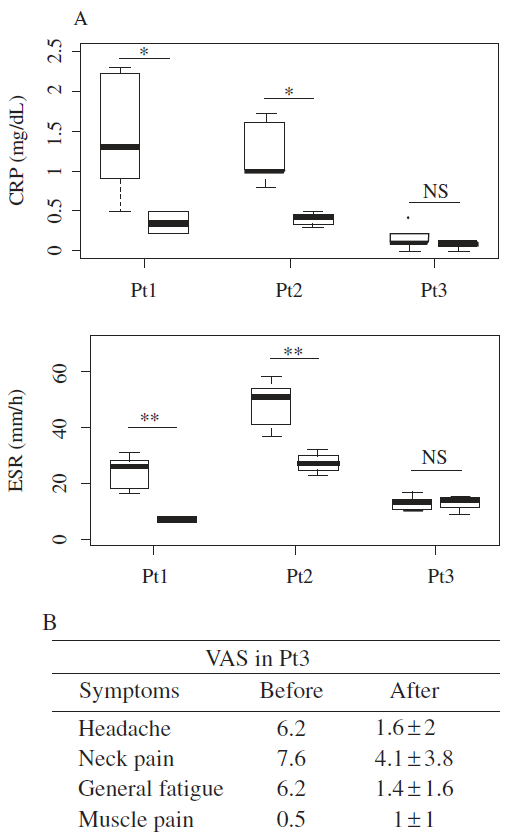 A
CRP (mg/dL)
2.5
2
1.5
1
0.5
0
*
*
NS
Pt1 Pt2 Pt3
ESR (mm/h)
60
40
20
0
**
**
NS
Pt1 Pt2 Pt3
B
VAS in Pt3
Symptoms Before After
Headache 6.2 1.6±2
Neck pain 7.6 4.1±3.8
General fatigue 6.2 1.4±1.6
Muscle pain 0.5 1±1